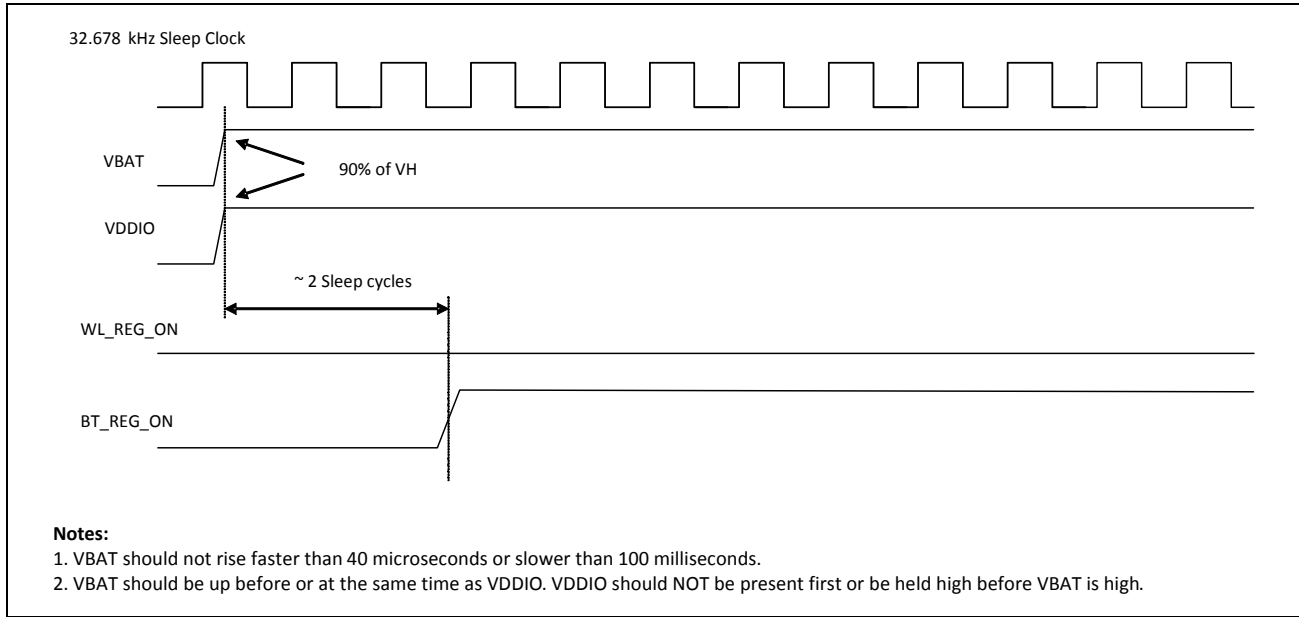 32.678 kHz Sleep Clock
VBAT
90% of VH
VDDIO
~ 2 Sleep cycles
WL_REG_ON
BT_REG_ON
Notes:
1. VBAT should not rise faster than 40 microseconds or slower than 100 milliseconds.
2. VBAT should be up before or at the same time as VDDIO. VDDIO should NOT be present first or be held high before VBAT is high.